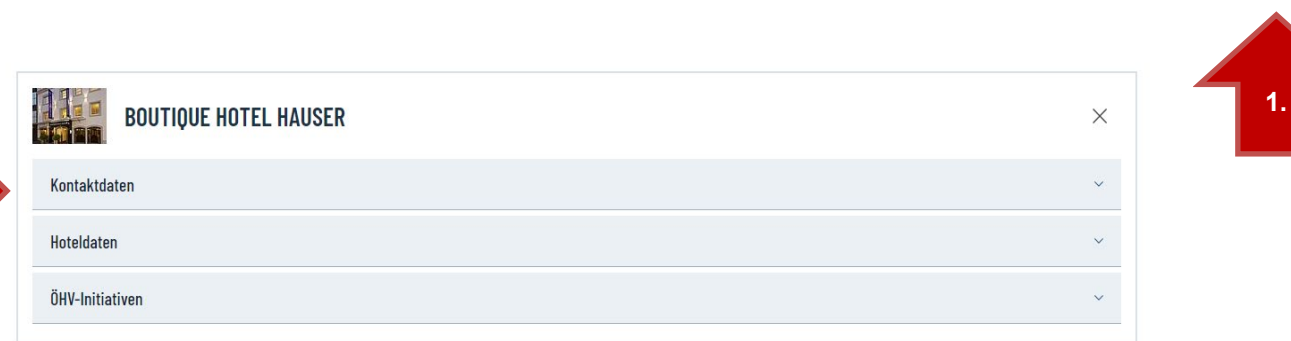 1.
BOUTIQUE HOTEL HAUSER
Kontaktdaten
Hoteldaten
ÖHV-Initiativen